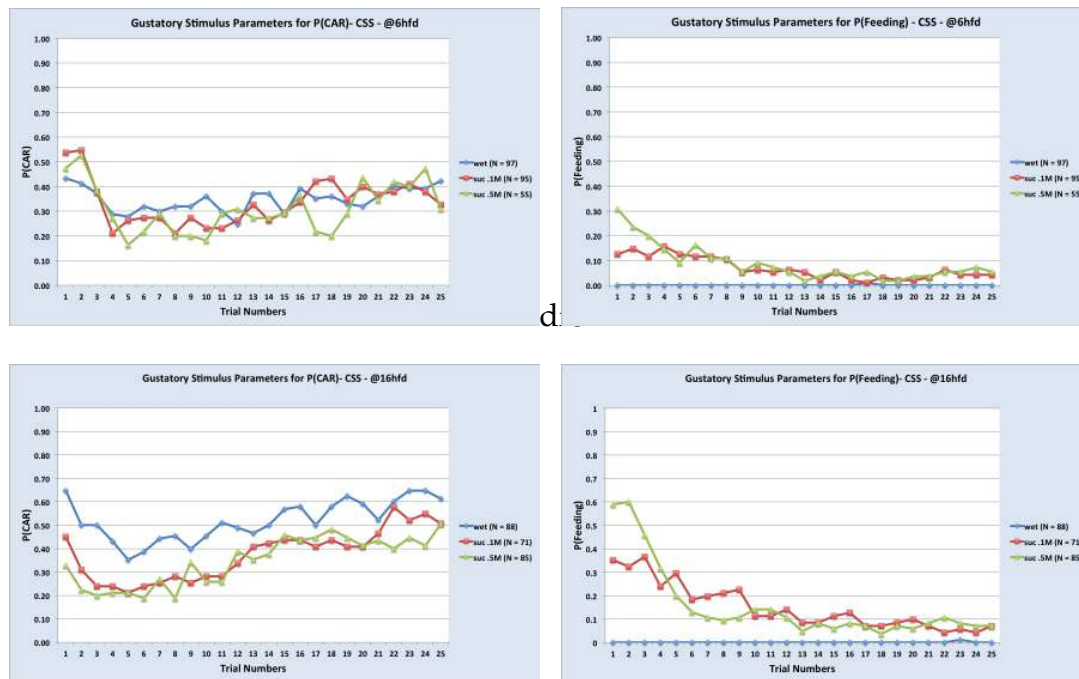 Gustatory Stimulus Parameters for P(CAR)- CSS - @6hfd
1.00
0.90
0.80
0.70
0.60
0.50
0.40
0.30
0.20
0.10
0.00
P(CAR)
wet (N = 97)
suc .1M (N = 95)
suc .5M (N = 55)
1 2 3 4 5 6 7 8 9 10 11 12 13 14 15 16 17 18 19 20 21 22 23 24 25
Trial Numbers
Gustatory Stimulus Parameters for P(Feeding) - CSS - @6hfd
1.00
0.90
0.80
0.70
0.60
0.50
0.40
0.30
0.20
0.10
0.00
P(Feeding)
wet (N = 97)
suc .1M (N = 95)
suc .5M (N = 55)
1 2 3 4 5 6 7 8 9 10 11 12 13 14 15 16 17 18 19 20 21 22 23 24 25
Trial Numbers
Gustatory Stimulus Parameters for P(CAR)- CSS - @16hfd
1.00
0.90
0.80
0.70
0.60
0.50
0.40
0.30
0.20
0.10
0.00
P(CAR)
wet (N = 88)
suc .1M (N = 71)
suc .5M (N = 85)
1 2 3 4 5 6 7 8 9 10 11 12 13 14 15 16 17 18 19 20 21 22 23 24 25
Trial Numbers
Gustatory Stimulus Parameters for P(Feeding)- CSS - @16hfd
1
0.9
0.8
0.7
0.6
0.5
0.4
0.3
0.2
0.1
0
P(Feeding)
wet (N = 88)
suc .1M (N = 71)
suc .5M (N = 85)
1 2 3 4 5 6 7 8 9 10 11 12 13 14 15 16 17 18 19 20 21 22 23 24 25
Trial Numbers